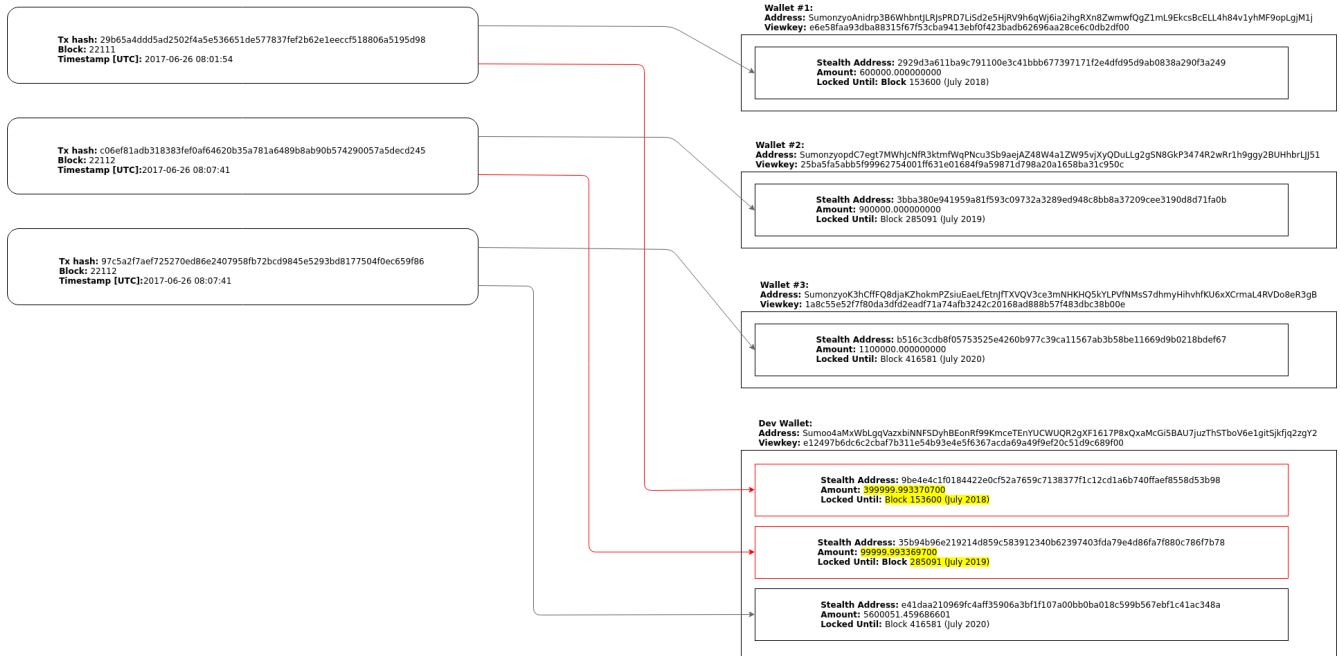 Tx hash: 29b65a4ddd5ad2502f4a5e536651de577837fef2b62e1eeccf518806a5195d98
Block: 22111
Timestamp [UTC]: 2017-06-26 08:01:54
Tx hash: c06ef81adb318383fef0af64620b35a781a6489b8ab90b574290057a5decd245
Block: 22112
Timestamp [UTC]:2017-06-26 08:07:41
Tx hash: 97c5a2f7aef725270ed86e2407958fb72bcd9845e5293bd8177504f0ec659f86
Block: 22112
Timestamp [UTC]:2017-06-26 08:07:41
Wallet #1:
Address: SumonzyoAnidrp3B6WhbntJLRJsPRD7LiSd2e5HjRV9h6qWj6ia2ihgRXn8ZwmwfQgZ1mL9EkcsBcELL4h84v1yhMF9opLgjM1j
Viewkey: e6e58faa93dba88315f67f53cba9413ebf0f423badb62696aa28ce6c0db2df00
Stealth Address: 2929d3a611ba9c791100e3c41bbb677397171f2e4dfd95d9ab0838a290f3a249
Amount: 600000.000000000
Locked Until: Block 153600 (July 2018)
Wallet #2:
Address: SumonzyopdC7egt7MWhJcNfR3ktmfWqPNcu3Sb9aejAZ48W4a1ZW95vjXyQDuLLg2gSN8GkP3474R2wRr1h9ggy2BUHhbrLJJ51
Viewkey: 25ba5fa5abb5f99962754001ff631e01684f9a59871d798a20a1658ba31c950c
Stealth Address: 3bba380e941959a81f593c09732a3289ed948c8bb8a37209cee3190d8d71fa0b
Amount: 900000.000000000
Locked Until: Block 285091 (July 2019)
Wallet #3:
Address: SumonzyoK3hCffFQ8djaKZhokmPZsiuEaeLfEtnJfTXVQV3ce3mNHKHQ5kYLPVfNMsS7dhmyHihvhfKU6xXCrmaL4RVDo8eR3gB
Viewkey: 1a8c55e52f7f80da3dfd2eadf71a74afb3242c20168ad888b57f483dbc38b00e
Stealth Address: b516c3cdb8f05753525e4260b977c39ca11567ab3b58be11669d9b0218bdef67
Amount: 1100000.000000000
Locked Until: Block 416581 (July 2020)
Dev Wallet:
Address: Sumoo4aMxWbLgqVazxbiNNFSDyhBEonRf99KmceTEnYUCWUQR2gXF1617P8xQxaMcGi5BAU7juzThSTboV6e1gitSjkfjq2zgY2
Viewkey: e12497b6dc6c2cbaf7b311e54b93e4e5f6367acda69a49f9ef20c51d9c689f00
Stealth Address: 9be4e4c1f0184422e0cf52a7659c7138377f1c12cd1a6b740ffaef8558d53b98
Amount: 399999.993370700
Locked Until: Block 153600 (July 2018)
Stealth Address: 35b94b96e219214d859c583912340b62397403fda79e4d86fa7f880c786f7b78
Amount: 99999.993369700
Locked Until: Block 285091 (July 2019)
Stealth Address: e41daa210969fc4aff35906a3bf1f107a00bb0ba018c599b567ebf1c41ac348a
Amount: 5600051.459686601
Locked Until: Block 416581 (July 2020)